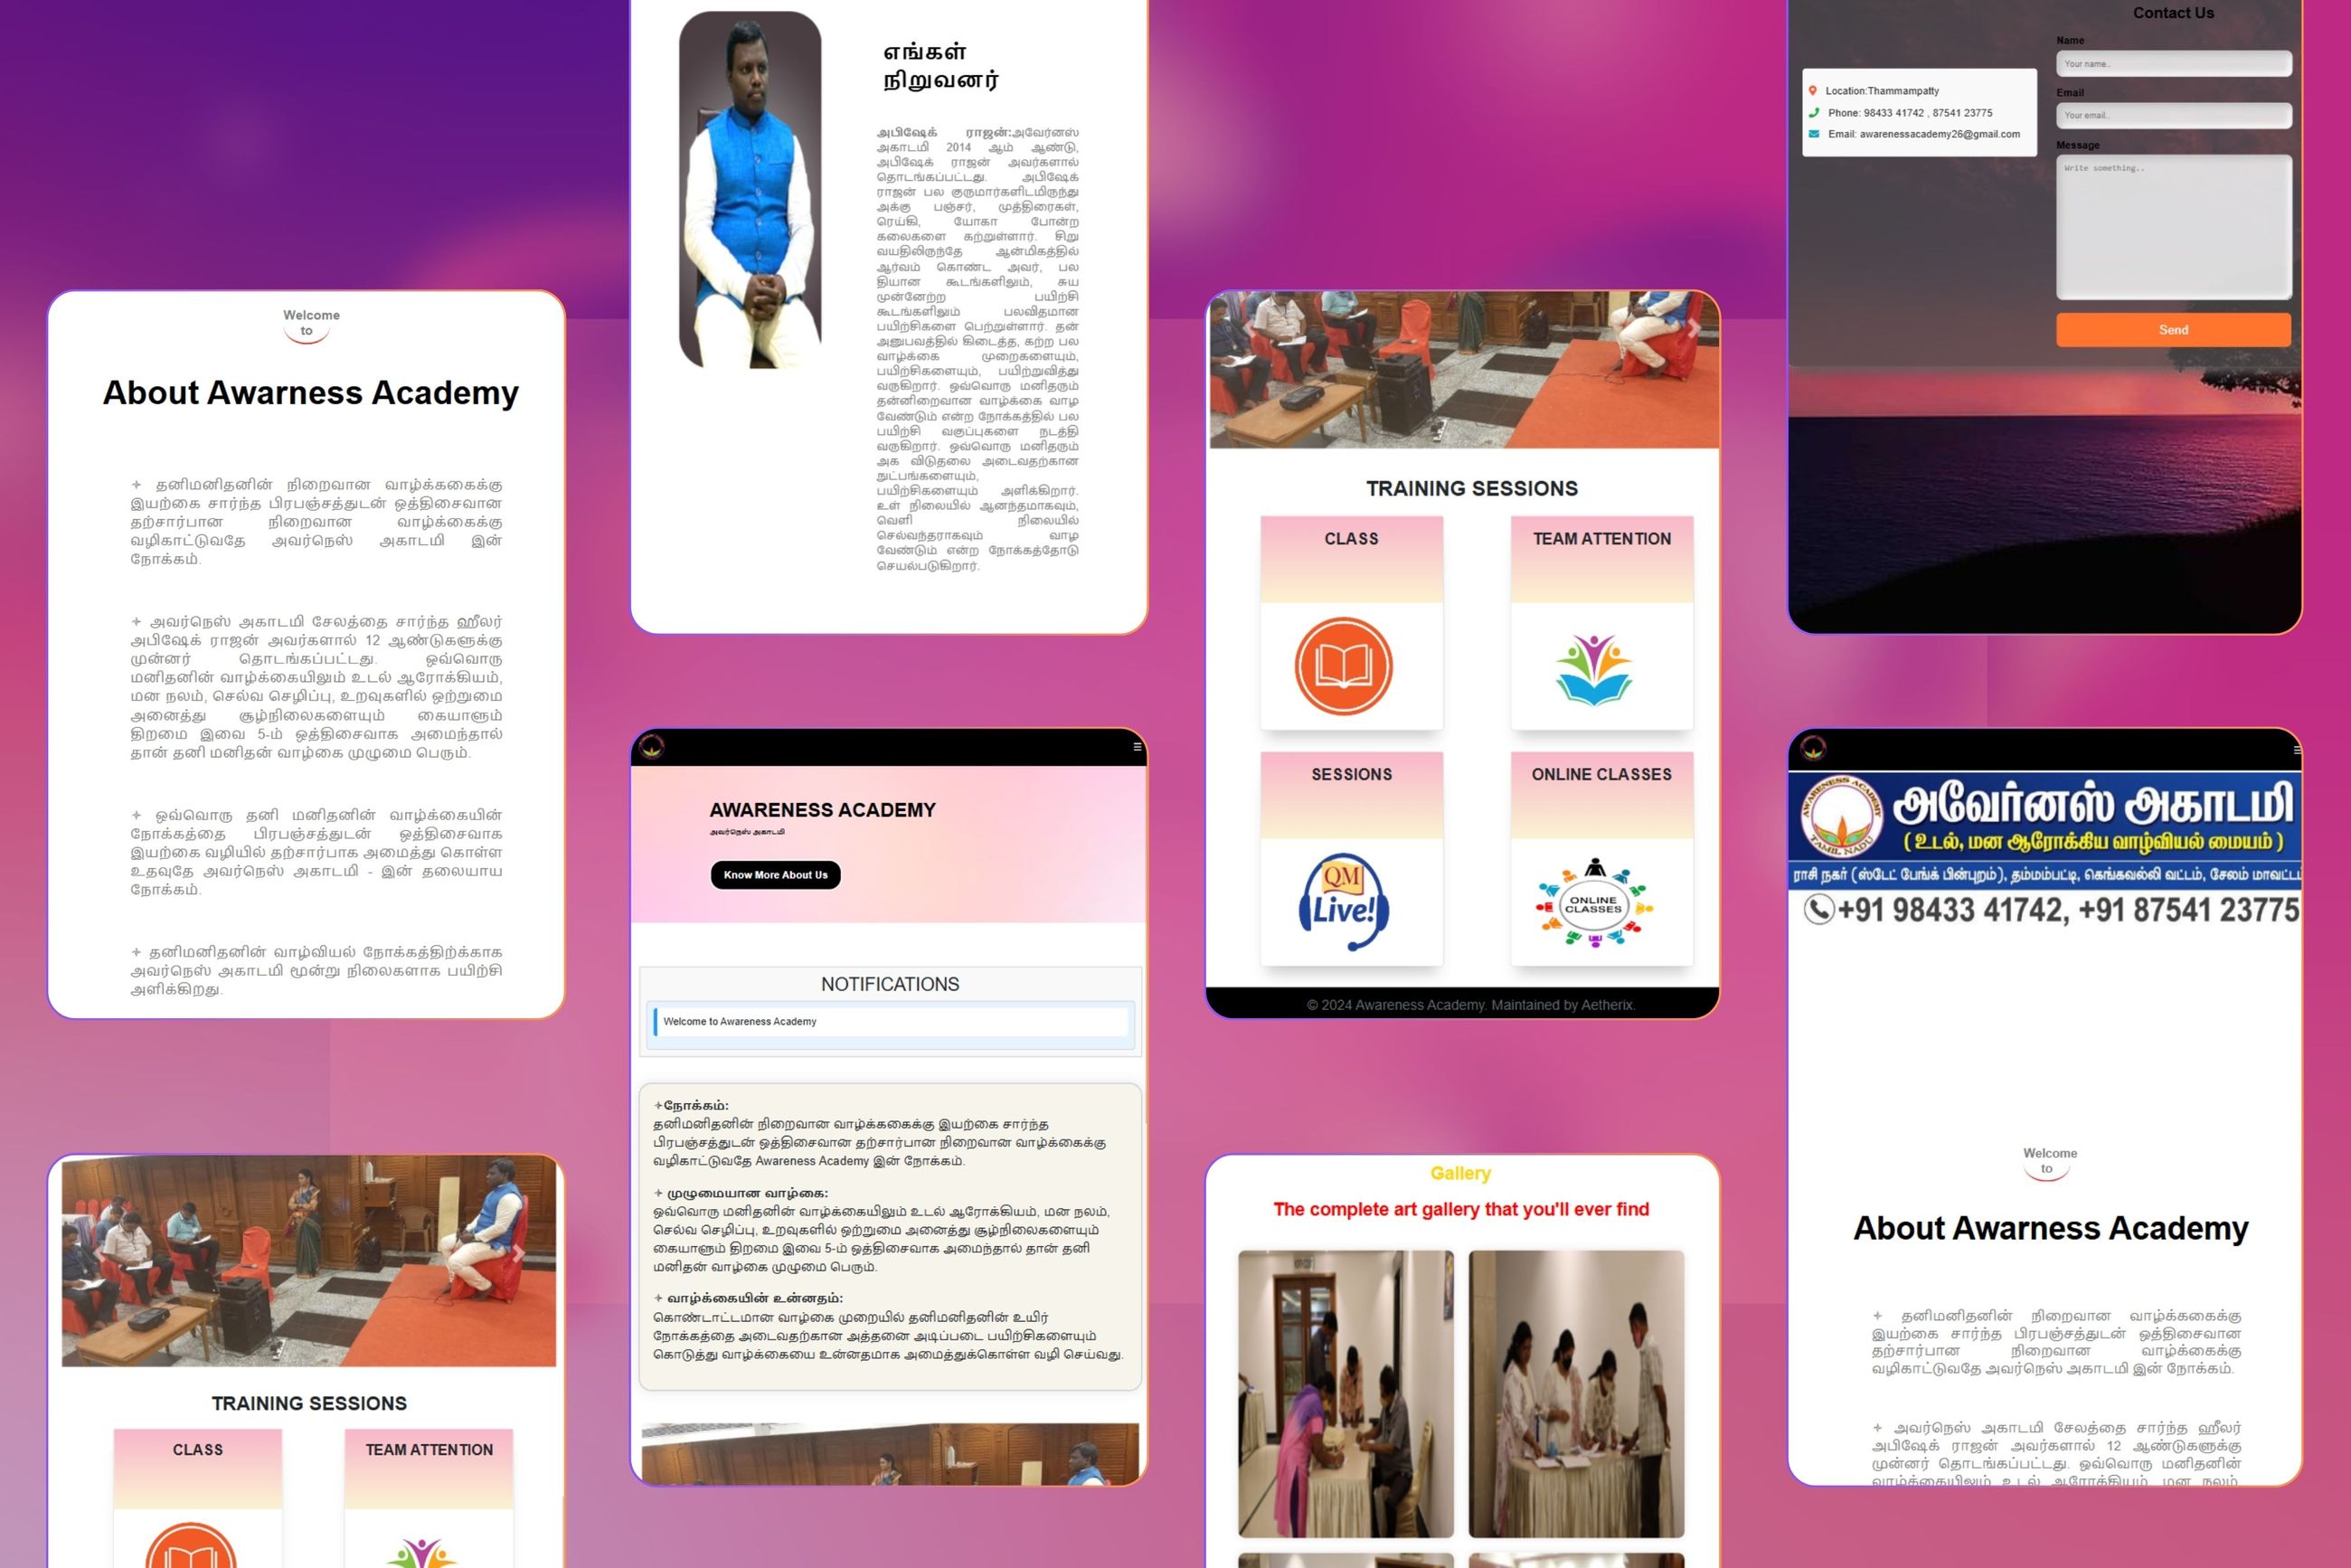 Welcome
to
About Awarness Academy
✦ தனிமனிதனின் நிறைவான வாழ்க்ககைக்கு
இயற்கை சார்ந்த பிரபஞ்சத்துடன் ஒத்திசைவான
தற்சார்பான நிறைவான வாழ்க்கைக்கு
வழிகாட்டுவதே அவர்நெஸ் அகாடமி இன்
நோக்கம்.
✦ அவர்நெஸ் அகாடமி சேலத்தை சார்ந்த ஹீலர்
அபிஷேக் ராஜன் அவர்களால் 12 ஆண்டுகளுக்கு
முன்னர் தொடங்கப்பட்டது. ஒவ்வொரு
மனிதனின் வாழ்க்கையிலும் உடல் ஆரோக்கியம்,
மன நலம், செல்வ செழிப்பு, உறவுகளில் ஒற்றுமை
அனைத்து சூழ்நிலைகளையும் கையாளும்
திறமை இவை 5-ம் ஒத்திசைவாக அமைந்தால்
தான் தனி மனிதன் வாழ்கை முழுமை பெரும்.
✦ ஒவ்வொரு தனி மனிதனின் வாழ்க்கையின்
நோக்கத்தை பிரபஞ்சத்துடன் ஒத்திசைவாக
இயற்கை வழியில் தற்சார்பாக அமைத்து கொள்ள
உதவுதே அவர்நெஸ் அகாடமி - இன் தலையாய
நோக்கம்.
✦ தனிமனிதனின் வாழ்வியல் நோக்கத்திற்க்காக
அவர்நெஸ் அகாடமி மூன்று நிலைகளாக பயிற்சி
அளிக்கிறது.
TRAINING SESSIONS
CLASS
TEAM ATTENTION
எங்கள்
நிறுவனர்
அபிஷேக் ராஜன்:அவேர்னஸ்
அகாடமி 2014 ஆம் ஆண்டு,
அபிஷேக் ராஜன் அவர்களால்
தொடங்கப்பட்டது. அபிஷேக்
ராஜன் பல குருமார்களிடமிருந்து
அக்கு பஞ்சர், முத்திரைகள்,
ரெய்கி, யோகா போன்ற
கலைகளை கற்றுள்ளார். சிறு
வயதிலிருந்தே ஆன்மிகத்தில்
ஆர்வம் கொண்ட அவர், பல
தியான கூடங்களிலும், சுய
முன்னேற்ற பயிற்சி
கூடங்களிலும் பலவிதமான
பயிற்சிகளை பெற்றுள்ளார். தன்
அனுபவத்தில் கிடைத்த, கற்ற பல
வாழ்க்கை முறைகளையும்,
பயிற்சிகளையும், பயிற்றுவித்து
வருகிறார். ஒவ்வொரு மனிதரும்
தன்னிறைவான வாழ்க்கை வாழ
வேண்டும் என்ற நோக்கத்தில் பல
பயிற்சி வகுப்புகளை நடத்தி
வருகிறார். ஒவ்வொரு மனிதரும்
அக விடுதலை அடைவதற்கான
நுட்பங்களையும்,
பயிற்சிகளையும் அளிக்கிறார்.
உள் நிலையில் ஆனந்தமாகவும்,
வெளி நிலையில்
செல்வந்தராகவும் வாழ
வேண்டும் என்ற நோக்கத்தோடு
செயல்படுகிறார்.
AWARENESS ACADEMY
அவர்நெஸ் அகாடமி
Know More About Us
NOTIFICATIONS
Welcome to Awareness Academy
✦நோக்கம்:
தனிமனிதனின் நிறைவான வாழ்க்ககைக்கு இயற்கை சார்ந்த
பிரபஞ்சத்துடன் ஒத்திசைவான தற்சார்பான நிறைவான வாழ்க்கைக்கு
வழிகாட்டுவதே Awareness Academy இன் நோக்கம்.
✦ முழுமையான வாழ்கை:
ஒவ்வொரு மனிதனின் வாழ்க்கையிலும் உடல் ஆரோக்கியம், மன நலம்,
செல்வ செழிப்பு, உறவுகளில் ஒற்றுமை அனைத்து சூழ்நிலைகளையும்
கையாளும் திறமை இவை 5-ம் ஒத்திசைவாக அமைந்தால் தான் தனி
மனிதன் வாழ்கை முழுமை பெரும்.
✦ வாழ்க்கையின் உன்னதம்:
கொண்டாட்டமான வாழ்கை முறையில் தனிமனிதனின் உயிர்
நோக்கத்தை அடைவதற்கான அத்தனை அடிப்படை பயிற்சிகளையும்
கொடுத்து வாழ்க்கையை உன்னதமாக அமைத்துக்கொள்ள வழி செய்வது.
TRAINING SESSIONS
CLASS
TEAM ATTENTION
SESSIONS
ONLINE CLASSES
QM
Live!
ONLINE
CLASSES
© 2024 Awareness Academy. Maintained by Aetherix.
Gallery
The complete art gallery that you'll ever find
Contact Us
Name
Your name..
Location:Thammampatty
Phone: 98433 41742 , 87541 23775
Email: awarenessacademy26@gmail.com
Email
Your email..
Message
Write something..
Send
AWARENESS ACADEMY
TAMIL NADU
அவேர்னஸ் அகாடமி
( உடல், மன ஆரோக்கிய வாழ்வியல் மையம் )
ராசி நகர் (ஸ்டேட் பேங்க் பின்புறம்), தம்மம்பட்டி, கெங்கவல்லி வட்டம், சேலம் மாவட்டம்
+91 98433 41742, +91 87541 23775
Welcome
to
About Awarness Academy
✦ தனிமனிதனின் நிறைவான வாழ்க்ககைக்கு
இயற்கை சார்ந்த பிரபஞ்சத்துடன் ஒத்திசைவான
தற்சார்பான நிறைவான வாழ்க்கைக்கு
வழிகாட்டுவதே அவர்நெஸ் அகாடமி இன் நோக்கம்.
✦ அவர்நெஸ் அகாடமி சேலத்தை சார்ந்த ஹீலர்
அபிஷேக் ராஜன் அவர்களால் 12 ஆண்டுகளுக்கு
முன்னர் தொடங்கப்பட்டது. ஒவ்வொரு மனிதனின்
வாழ்க்கையிலும் உடல் ஆரோக்கியம், மன நலம்,